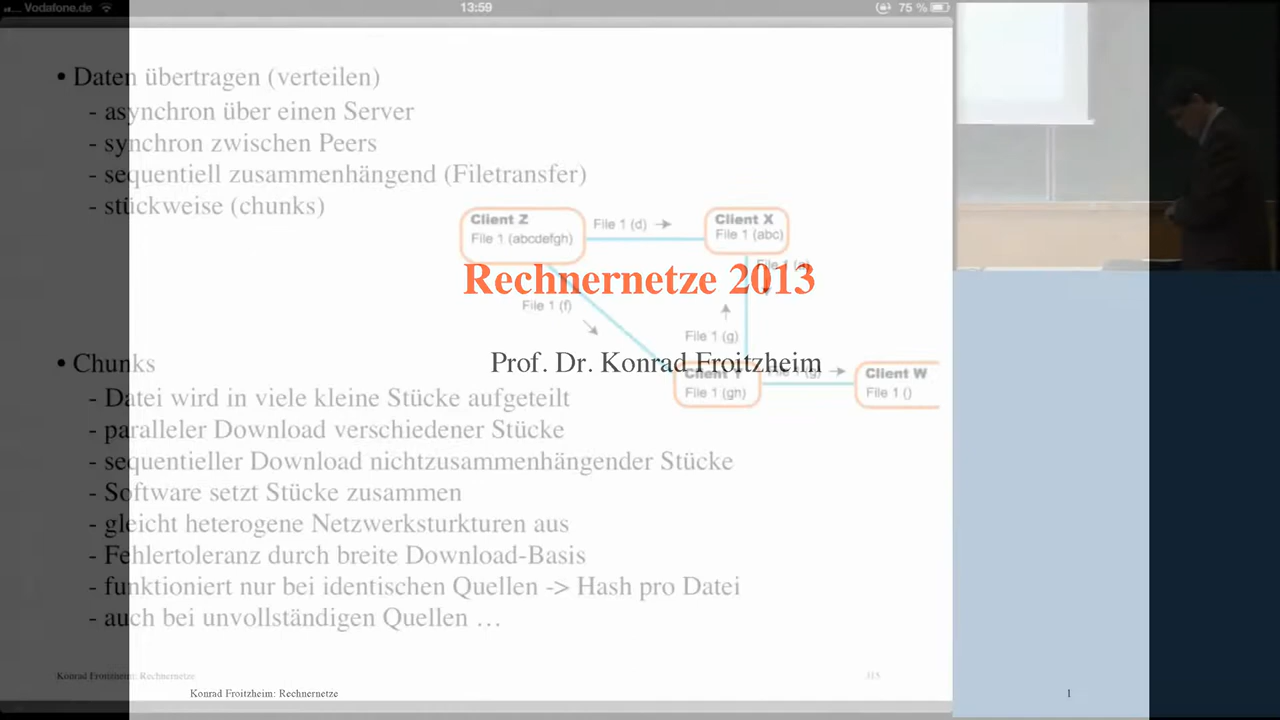 Vodafone.de
13:59
75 %
• Daten übertragen (verteilen)
- asynchron über einen Server
- synchron zwischen Peers
- sequentiell zusammenhängend (Filetransfer)
- stückweise (chunks)
Client Z
File 1 (abcdefgh)
File 1 (d)
Client X
File 1 (abc)
Rechnernetze 2013
File 1 (f)
File 1 (g)
Prof. Dr. Konrad Froitzheim
Client Y
File 1 (gh)
File 1 (g)
Client W
File 1 ()
• Chunks
- Datei wird in viele kleine Stücke aufgeteilt
- paralleler Download verschiedener Stücke
- sequentieller Download nichtzusammenhängender Stücke
- Software setzt Stücke zusammen
- gleicht heterogene Netzwerksturkturen aus
- Fehlertoleranz durch breite Download-Basis
- funktioniert nur bei identischen Quellen -> Hash pro Datei
- auch bei unvollständigen Quellen …
Konrad Froitzheim: Rechnernetze
315
Konrad Froitzheim: Rechnernetze
1